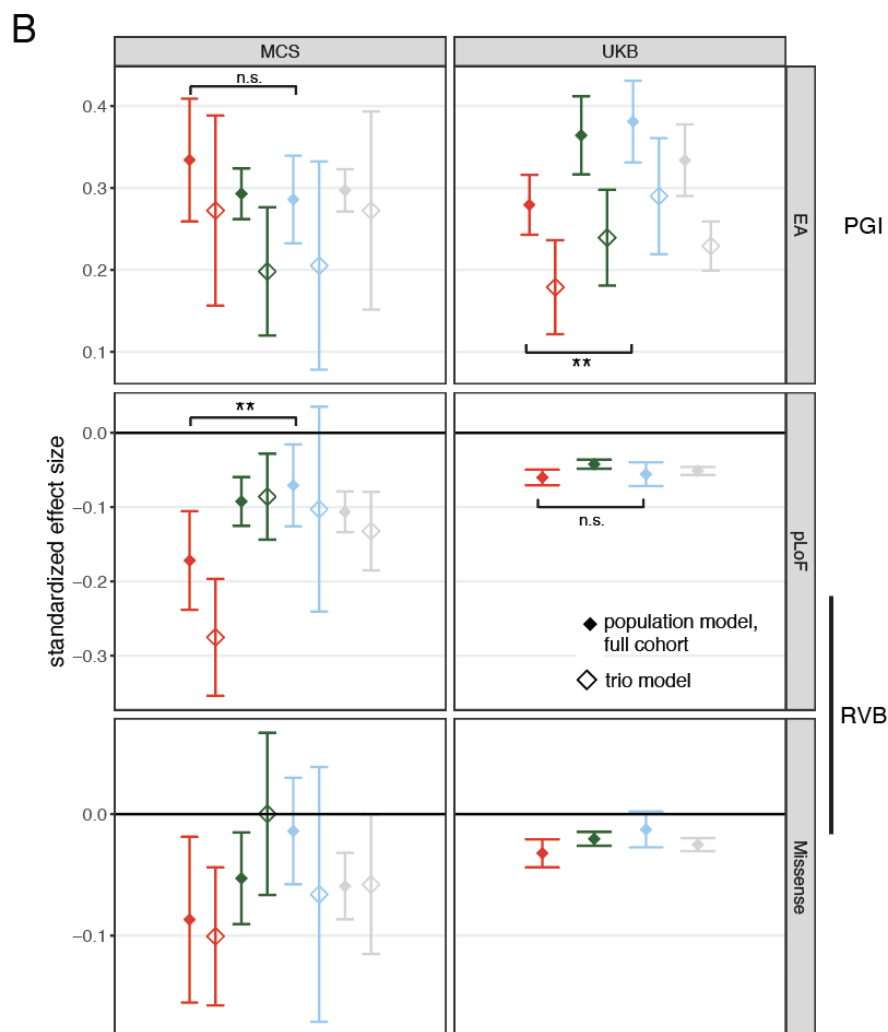 B
MCS
UKB
n.s.
0.4
0.3
0.2
0.1
**
EA
PGI
standardized effect size
**
0.0
−0.1
−0.2
−0.3
n.s.
population model,
full cohort
trio model
pLoF
RVB
0.0
−0.1
Missense